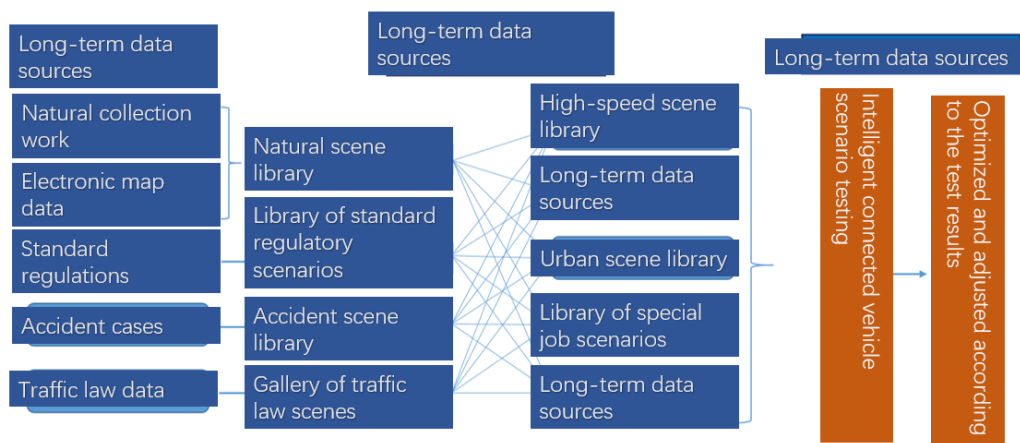 Long-term data
sources
Long-term data
sources
Long-term data sources
Natural collection
work
Electronic map
data
Standard
regulations
Accident cases
Traffic law data
Natural scene
library
Library of standard
regulatory
scenarios
Accident scene
library
Gallery of traffic
law scenes
High-speed scene
library
Long-term data
sources
Urban scene library
Library of special
job scenarios
Long-term data
sources
Intelligent connected vehicle
scenario testing
Optimized and adjusted according
to the test results